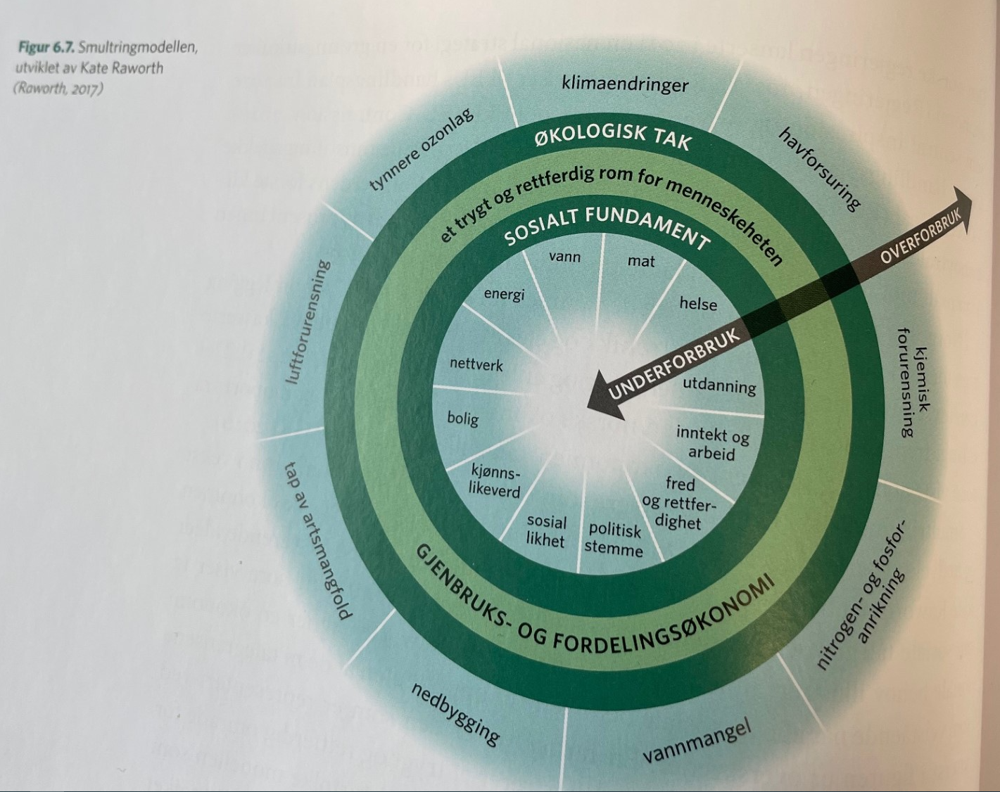 Figur 6.7. Smultringmodellen,
utviklet av Kate Raworth
(Raworth, 2017)
klimaendringer
havforsuring
kjemisk
forurensning
nitrogen- og fosfor-
anrikning
vannmangel
nedbygging
tap av artsmangfold
luftforurensning
tynnere ozonlag
ØKOLOGISK TAK
et trygt og rettferdig rom for menneskeheten
SOSIALT FUNDAMENT
OVERFORBRUK
UNDERFORBRUK
vann
mat
helse
utdanning
inntekt og
arbeid
fred
og rettfer-
dighet
politisk
stemme
sosial
likhet
kjønns-
likeverd
bolig
nettverk
energi
GJENBRUKS- OG FORDELINGSØKONOMI